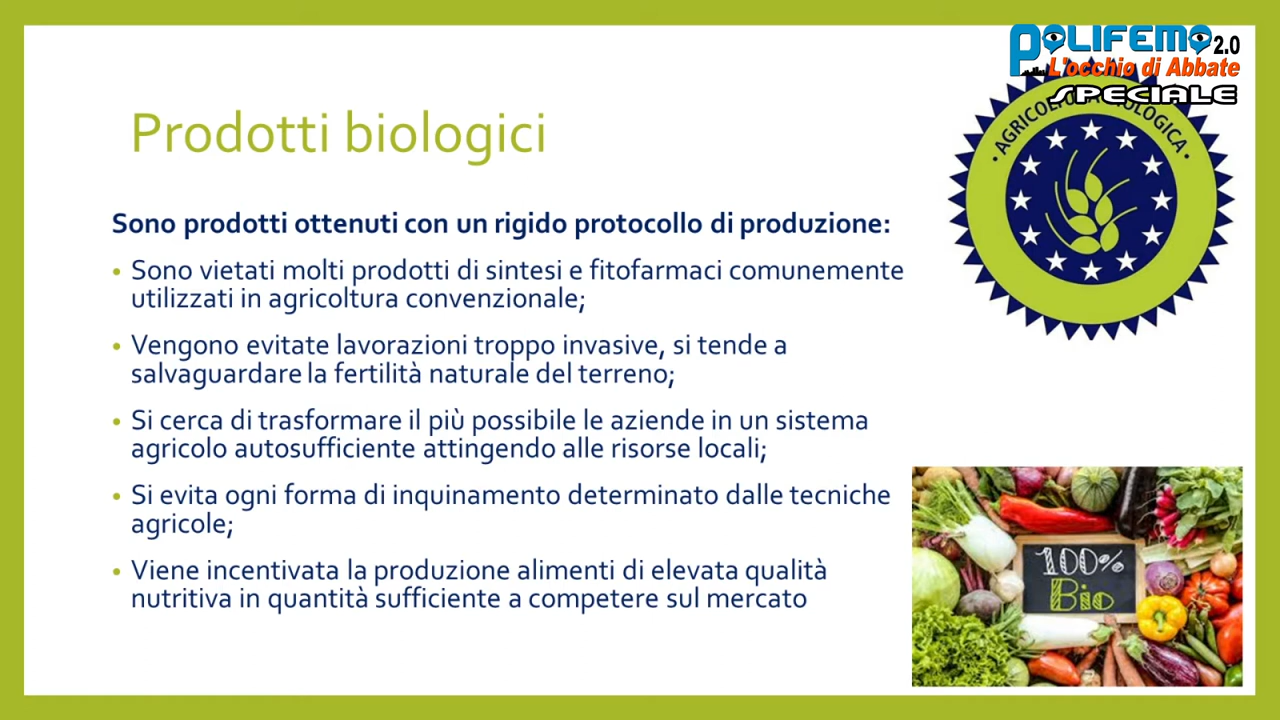 POLIFEMO 2.0
L'occhio di Abbate
SPECIALE
Prodotti biologici
Sono prodotti ottenuti con un rigido protocollo di produzione:
• Sono vietati molti prodotti di sintesi e fitofarmaci comunemente
utilizzati in agricoltura convenzionale;
• Vengono evitate lavorazioni troppo invasive, si tende a
salvaguardare la fertilità naturale del terreno;
• Si cerca di trasformare il più possibile le aziende in un sistema
agricolo autosufficiente attingendo alle risorse locali;
• Si evita ogni forma di inquinamento determinato dalle tecniche
agricole;
• Viene incentivata la produzione alimenti di elevata qualità
nutritiva in quantità sufficiente a competere sul mercato
100%
Bio